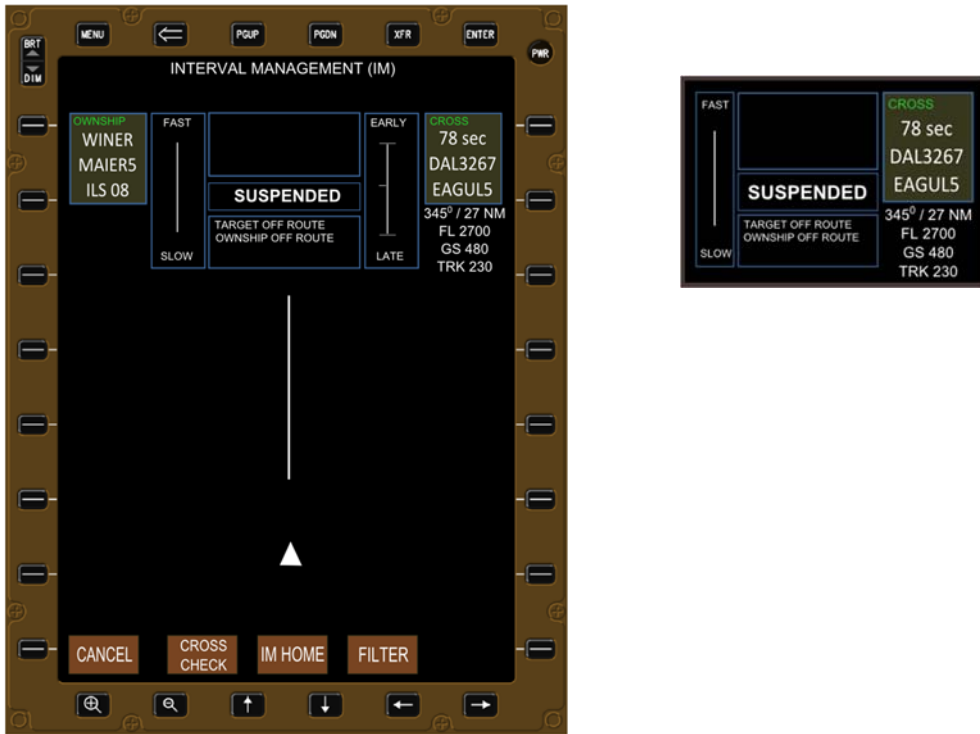 MENU
PGUP
PGDN
XFR
ENTER
BRT
DIM
PWR
INTERVAL MANAGEMENT (IM)
OWNSHIP
WINER
MAIER5
ILS 08
FAST
SLOW
SUSPENDED
TARGET OFF ROUTE
OWNSHIP OFF ROUTE
EARLY
LATE
CROSS
78 sec
DAL3267
EAGUL5
345⁰ / 27 NM
FL 2700
GS 480
TRK 230
CANCEL
CROSS
CHECK
IM HOME
FILTER
FAST
SLOW
SUSPENDED
TARGET OFF ROUTE
OWNSHIP OFF ROUTE
CROSS
78 sec
DAL3267
EAGUL5
345⁰ / 27 NM
FL 2700
GS 480
TRK 230